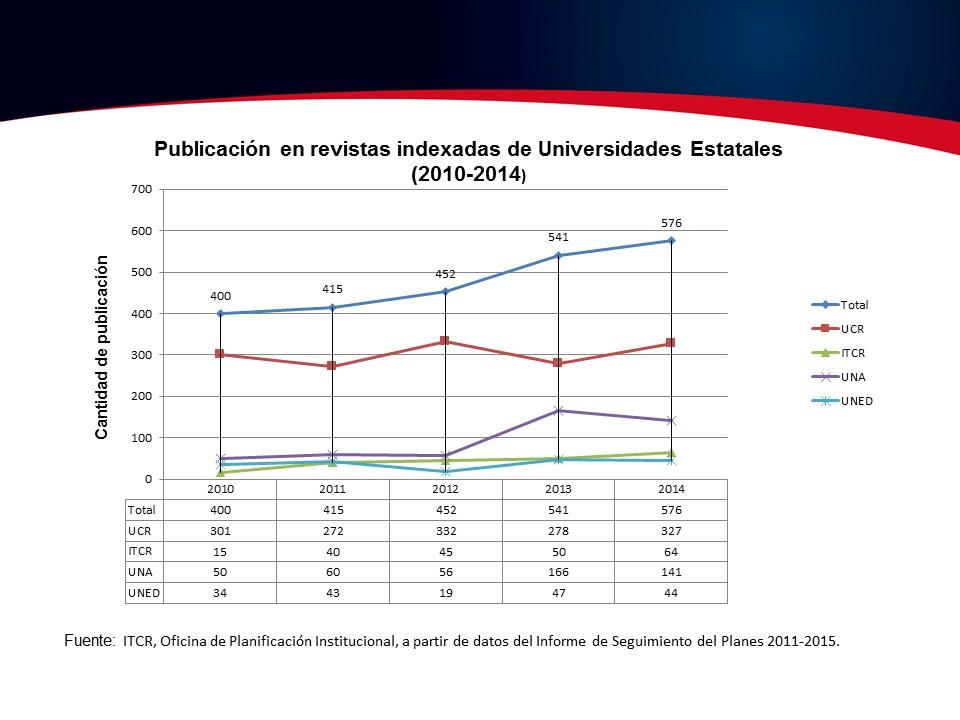 Publicación en revistas indexadas de Universidades Estatales
(2010-2014)
Cantidad de publicación
700
600
500
400
300
200
100
0
400
415
452
541
576
Total
UCR
ITCR
UNA
UNED
2010 2011 2012 2013 2014
Total 400 415 452 541 576
UCR 301 272 332 278 327
ITCR 15 40 45 50 64
UNA 50 60 56 166 141
UNED 34 43 19 47 44
Fuente: ITCR, Oficina de Planificación Institucional, a partir de datos del Informe de Seguimiento del Planes 2011-2015.